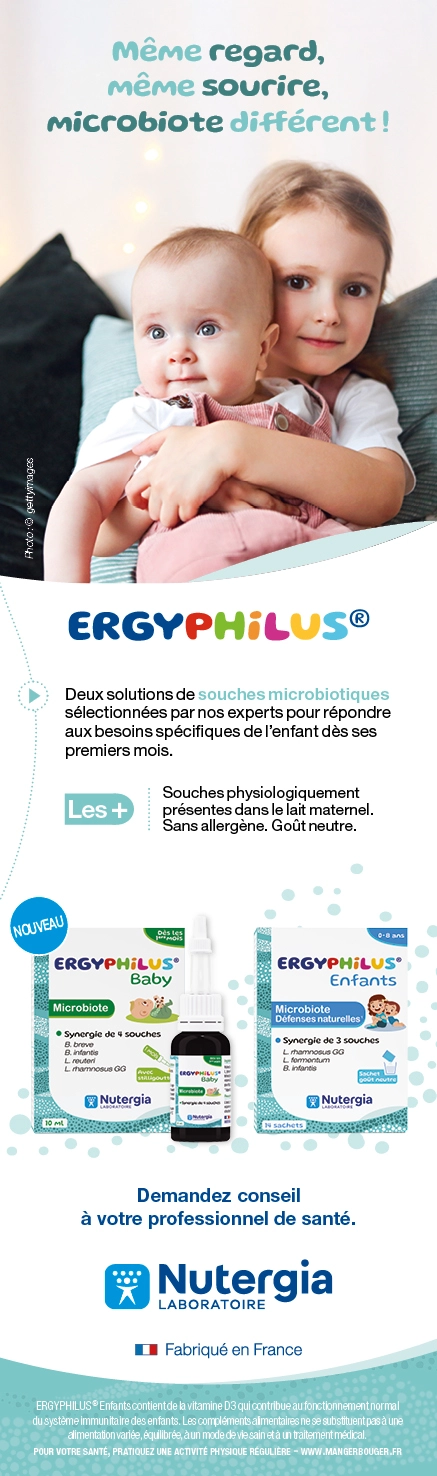 Même regard,
même sourire,
microbiote différent !
Photo : © gettyimages
ERGYPHiLUS®
Deux solutions de souches microbiotiques
sélectionnées par nos experts pour répondre
aux besoins spécifiques de l'enfant dès ses
premiers mois.
Les +
Souches physiologiquement
présentes dans le lait maternel.
Sans allergène. Goût neutre.
NOUVEAU
Dès les
1ers mois
ERGYPHiLUS®
Baby
Microbiote
Synergie de 4 souches
B. breve
B. infantis
L. reuteri
L. rhamnosus GG
Avec
stilligoutte
Nutergia
LABORATOIRE
10 ml
ERGYPHiLUS®
Baby
Microbiote
Synergie de 4 souches
Nutergia
0-8 ans
ERGYPHiLUS®
Enfants
Microbiote
Défenses naturelles
Synergie de 3 souches
L. rhamnosus GG
L. fermentum
B. infantis
Sachet
goût neutre
Nutergia
LABORATOIRE
14 sachets
Demandez conseil
à votre professionnel de santé.
Nutergia
LABORATOIRE
Fabriqué en France
ERGYPHILUS® Enfants contient de la vitamine D3 qui contribue au fonctionnement normal
du système immunitaire des enfants. Les compléments alimentaires ne se substituent pas à une
alimentation variée, équilibrée, à un mode de vie sain et à un traitement médical.
POUR VOTRE SANTÉ, PRATIQUEZ UNE ACTIVITÉ PHYSIQUE RÉGULIÈRE – WWW.MANGERBOUGER.FR